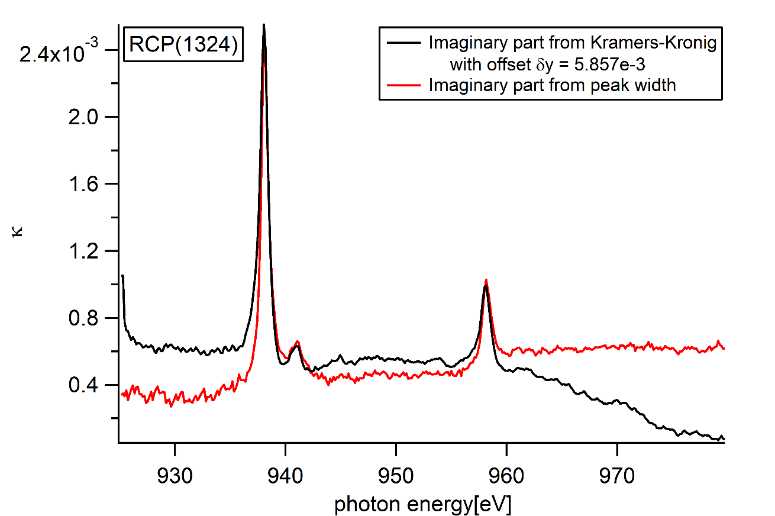 RCP(1324)
Imaginary part from Kramers-Kronig
with offset δy = 5.857e-3
Imaginary part from peak width
2.4x10⁻³
2.0
1.6
1.2
0.8
0.4
κ
930 940 950 960 970
photon energy[eV]